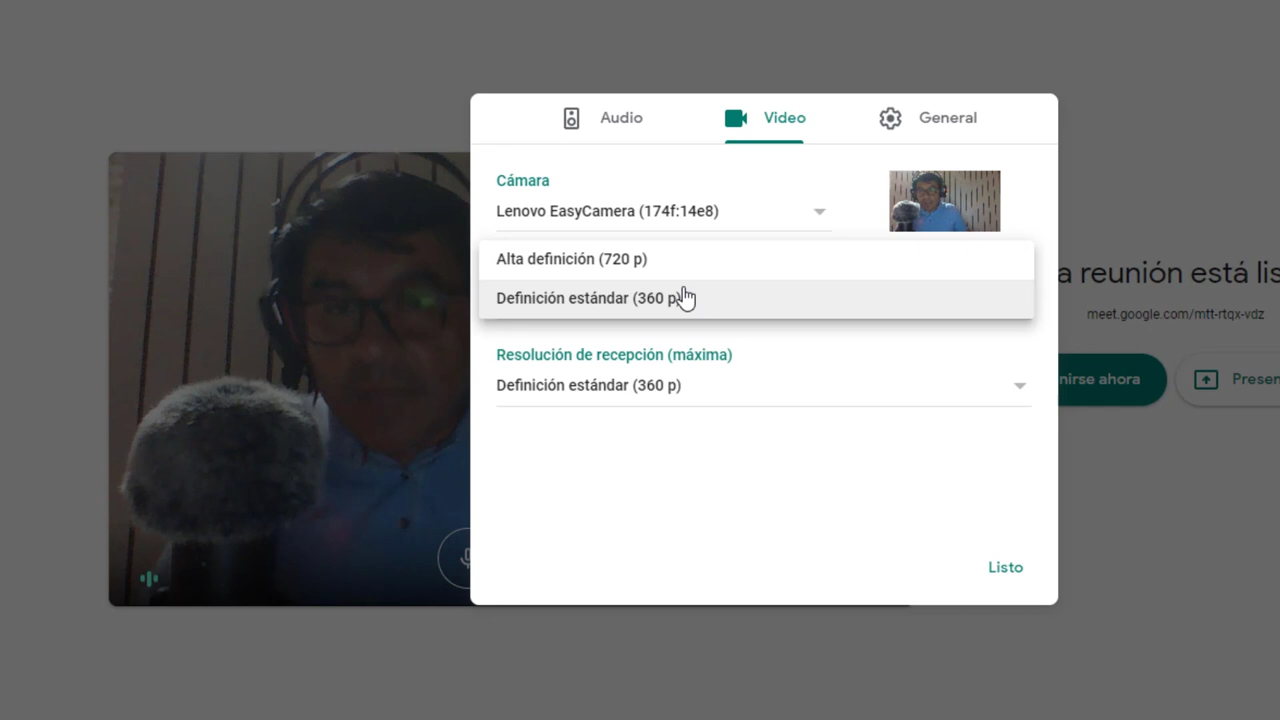 Audio
Video
General
Cámara
Lenovo EasyCamera (174f:14e8)
Alta definición (720 p)
Definición estándar (360 p)
a reunión está lis
meet.google.com/mtt-rtqx-vdz
Resolución de recepción (máxima)
Definición estándar (360 p)
nirse ahora
Presen
Listo